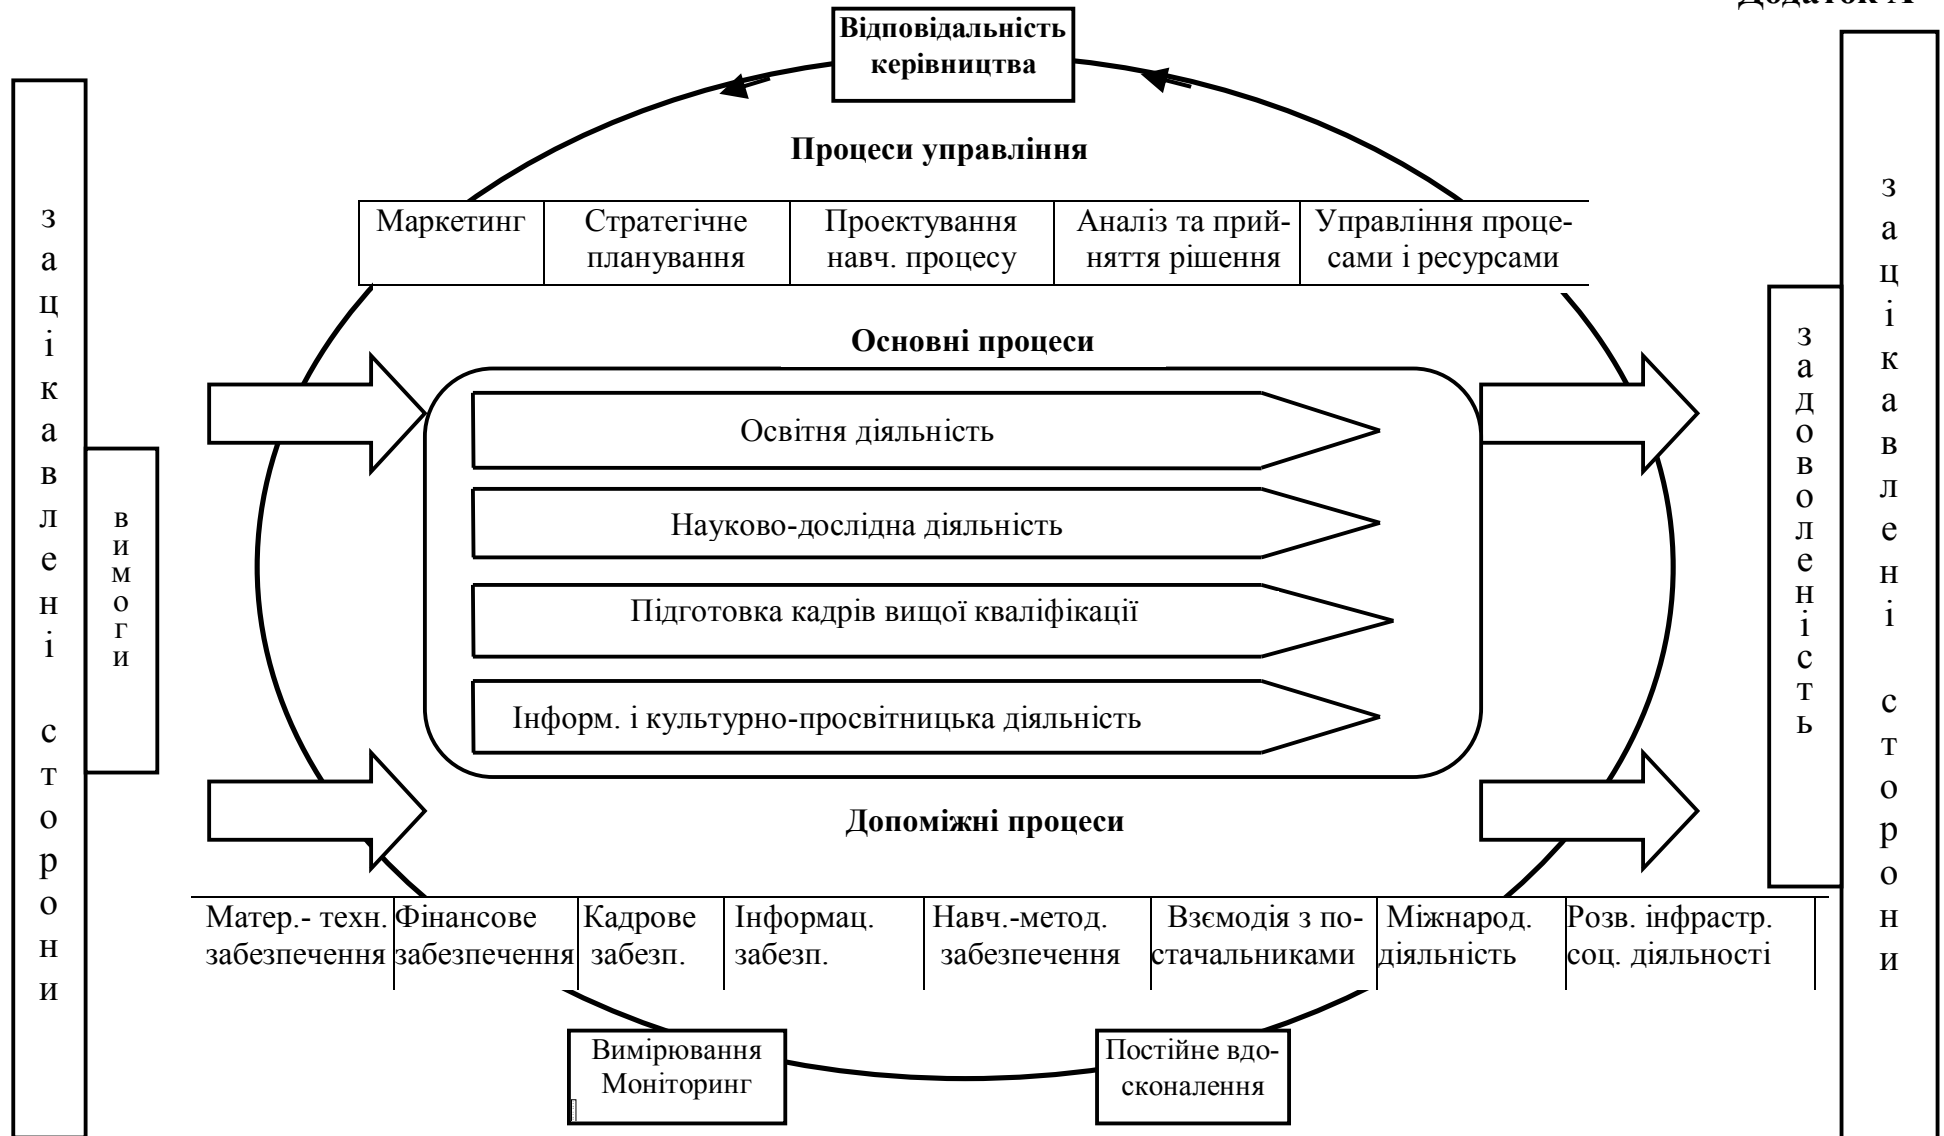 Додаток А
Відповідальність
керівництва
Процеси управління
Маркетинг
Стратегічне
планування
Проектування
навч. процесу
Аналіз та прий-
няття рішення
Управління проце-
сами і ресурсами
зацікавлені сторони
вимоги
Основні процеси
Освітня діяльність
Науково-дослідна діяльність
Підготовка кадрів вищої кваліфікації
Інформ. і культурно-просвітницька діяльність
задоволеність
зацікавлені сторони
Допоміжні процеси
Матер.- техн.
забезпечення
Фінансове
забезпечення
Кадрове
забезп.
Інформац.
забезп.
Навч.-метод.
забезпечення
Взємодія з по-
стачальниками
Міжнарод.
діяльність
Розв. інфрастр.
соц. діяльності
Вимірювання
Моніторинг
Постійне вдо-
сконалення